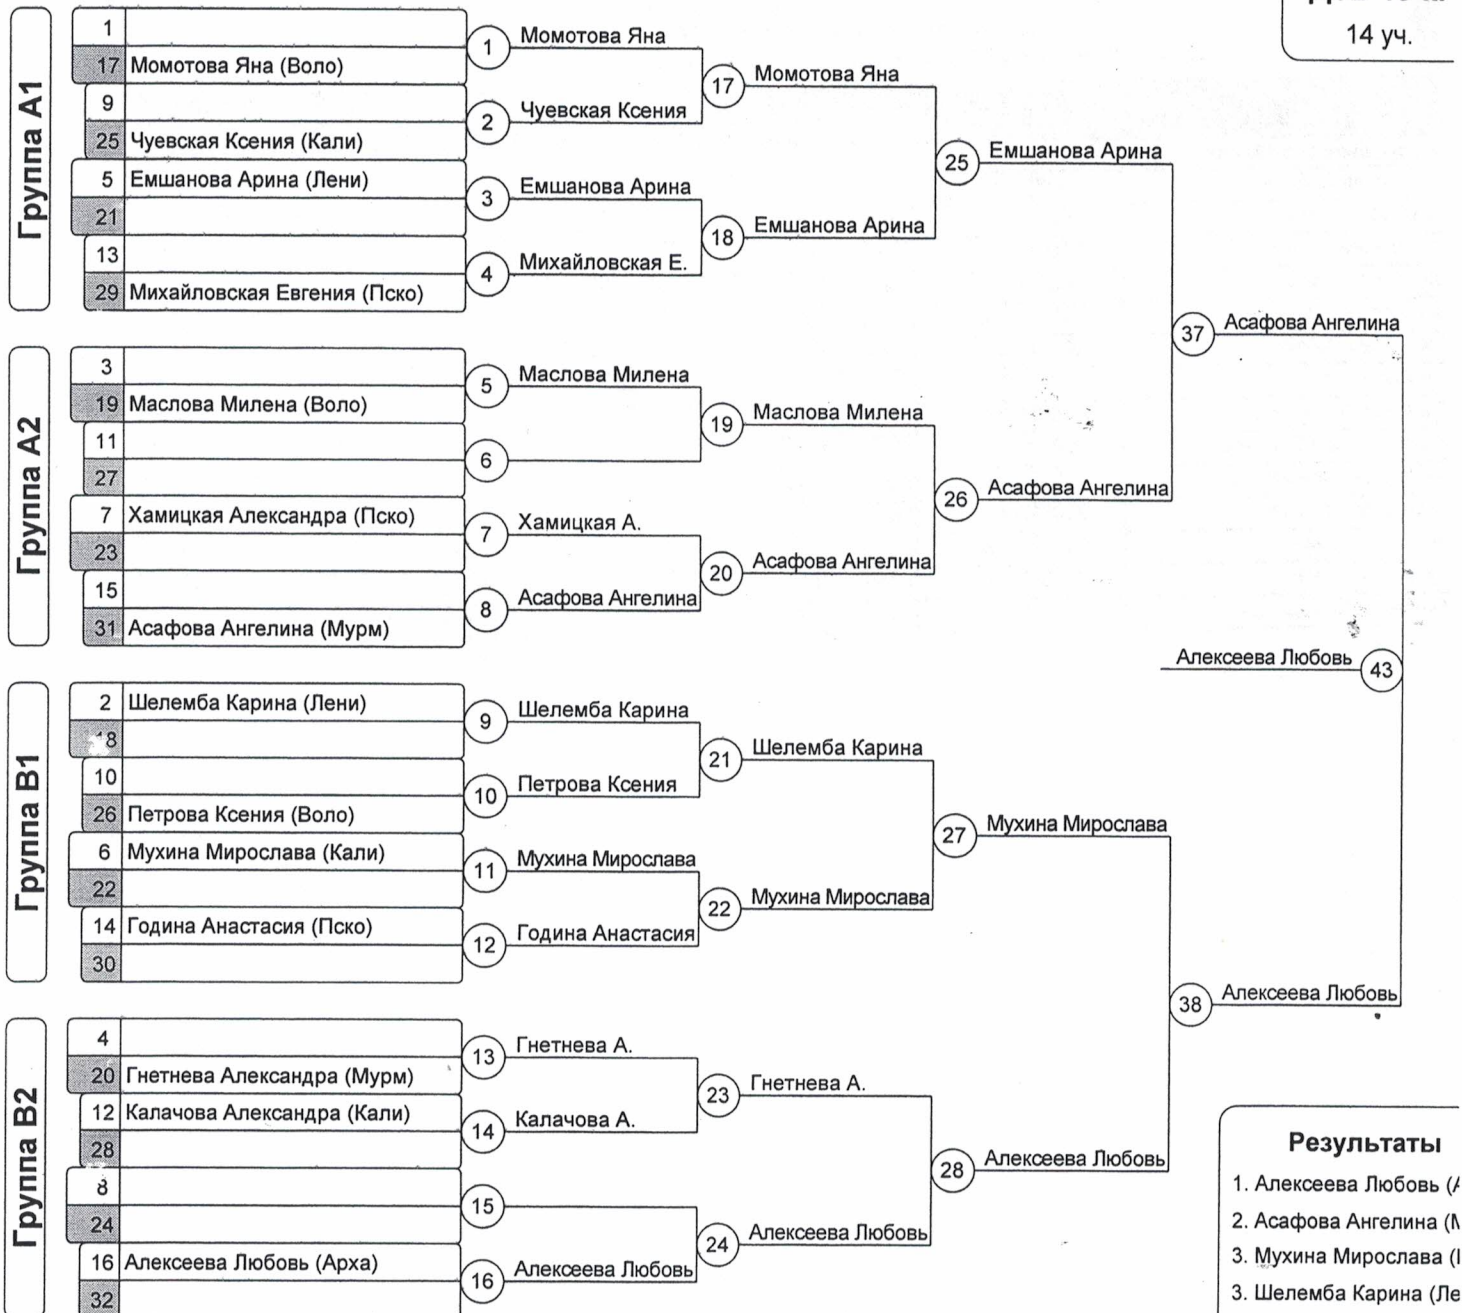 14 уч.
Группа A1
1
17 Момотова Яна (Воло)
9
25 Чуевская Ксения (Кали)
5 Емшанова Арина (Лени)
21
13
29 Михайловская Евгения (Пско)
1 Момотова Яна
2 Чуевская Ксения
3 Емшанова Арина
4 Михайловская Е.
17 Момотова Яна
18 Емшанова Арина
25 Емшанова Арина
Группа A2
3
19 Маслова Милена (Воло)
11
27
7 Хамицкая Александра (Пско)
23
15
31 Асафова Ангелина (Мурм)
5 Маслова Милена
6
7 Хамицкая А.
8 Асафова Ангелина
19 Маслова Милена
20 Асафова Ангелина
26 Асафова Ангелина
37 Асафова Ангелина
Группа B1
2 Шелемба Карина (Лени)
18
10
26 Петрова Ксения (Воло)
6 Мухина Мирослава (Кали)
22
14 Година Анастасия (Пско)
30
9 Шелемба Карина
10 Петрова Ксения
11 Мухина Мирослава
12 Година Анастасия
21 Шелемба Карина
22 Мухина Мирослава
27 Мухина Мирослава
Группа B2
4
20 Гнетнева Александра (Мурм)
12 Калачова Александра (Кали)
28
8
24
16 Алексеева Любовь (Арха)
32
13 Гнетнева А.
14 Калачова А.
15
16 Алексеева Любовь
23 Гнетнева А.
24 Алексеева Любовь
28 Алексеева Любовь
38 Алексеева Любовь
Алексеева Любовь 43
Результаты
1. Алексеева Любовь (
2. Асафова Ангелина (
3. Мухина Мирослава (
3. Шелемба Карина (Ле